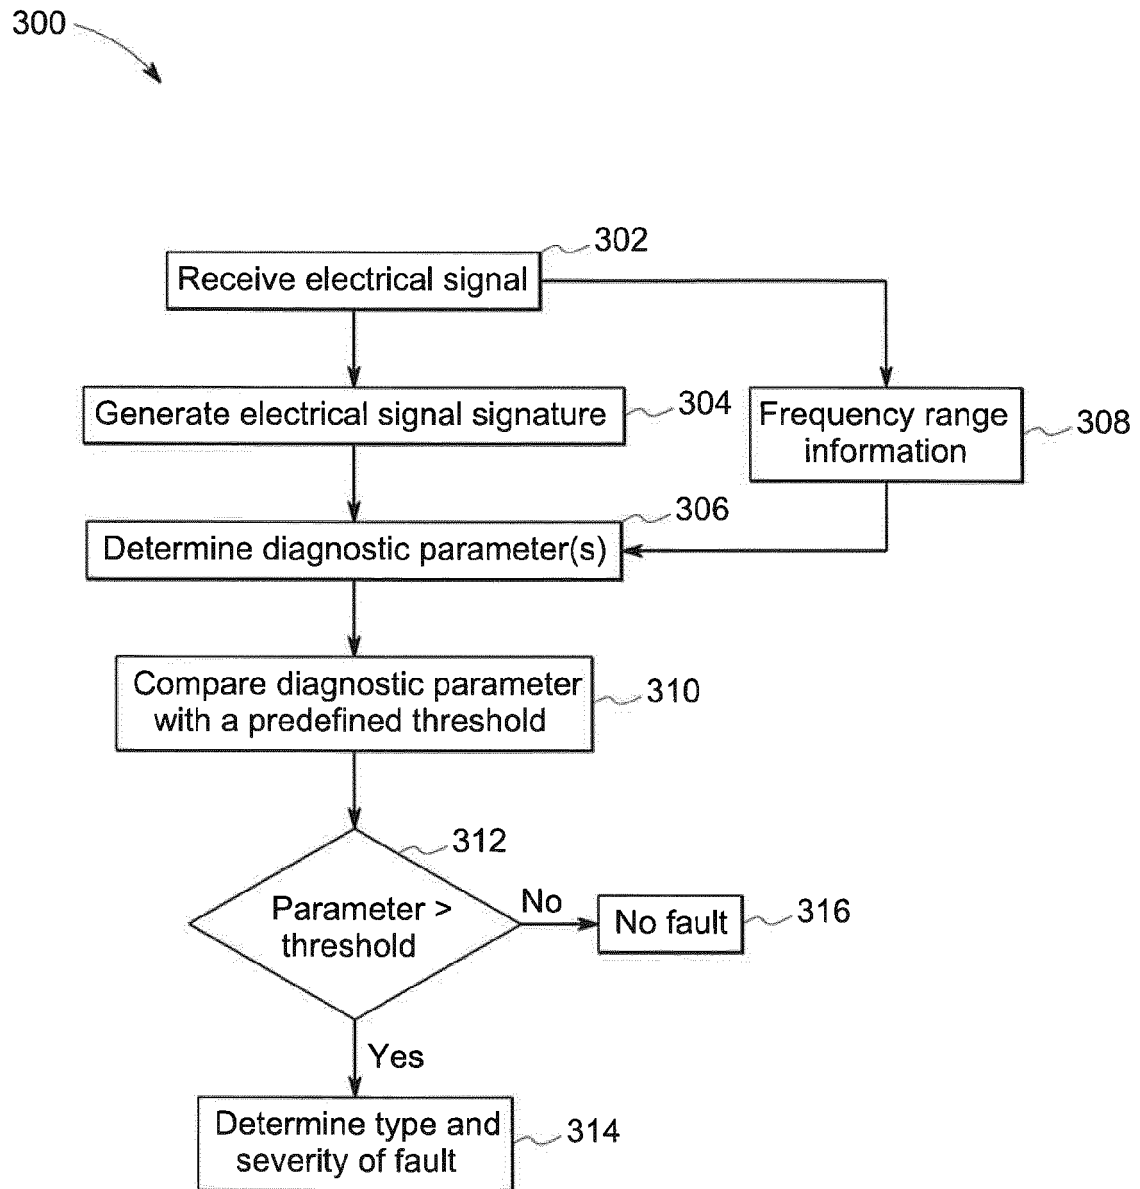 300
302
Receive electrical signal
Generate electrical signal signature
304
Frequency range
information
308
306
Determine diagnostic parameter(s)
Compare diagnostic parameter
with a predefined threshold
310
312
Parameter >
threshold
No
No fault
316
Yes
Determine type and
severity of fault
314